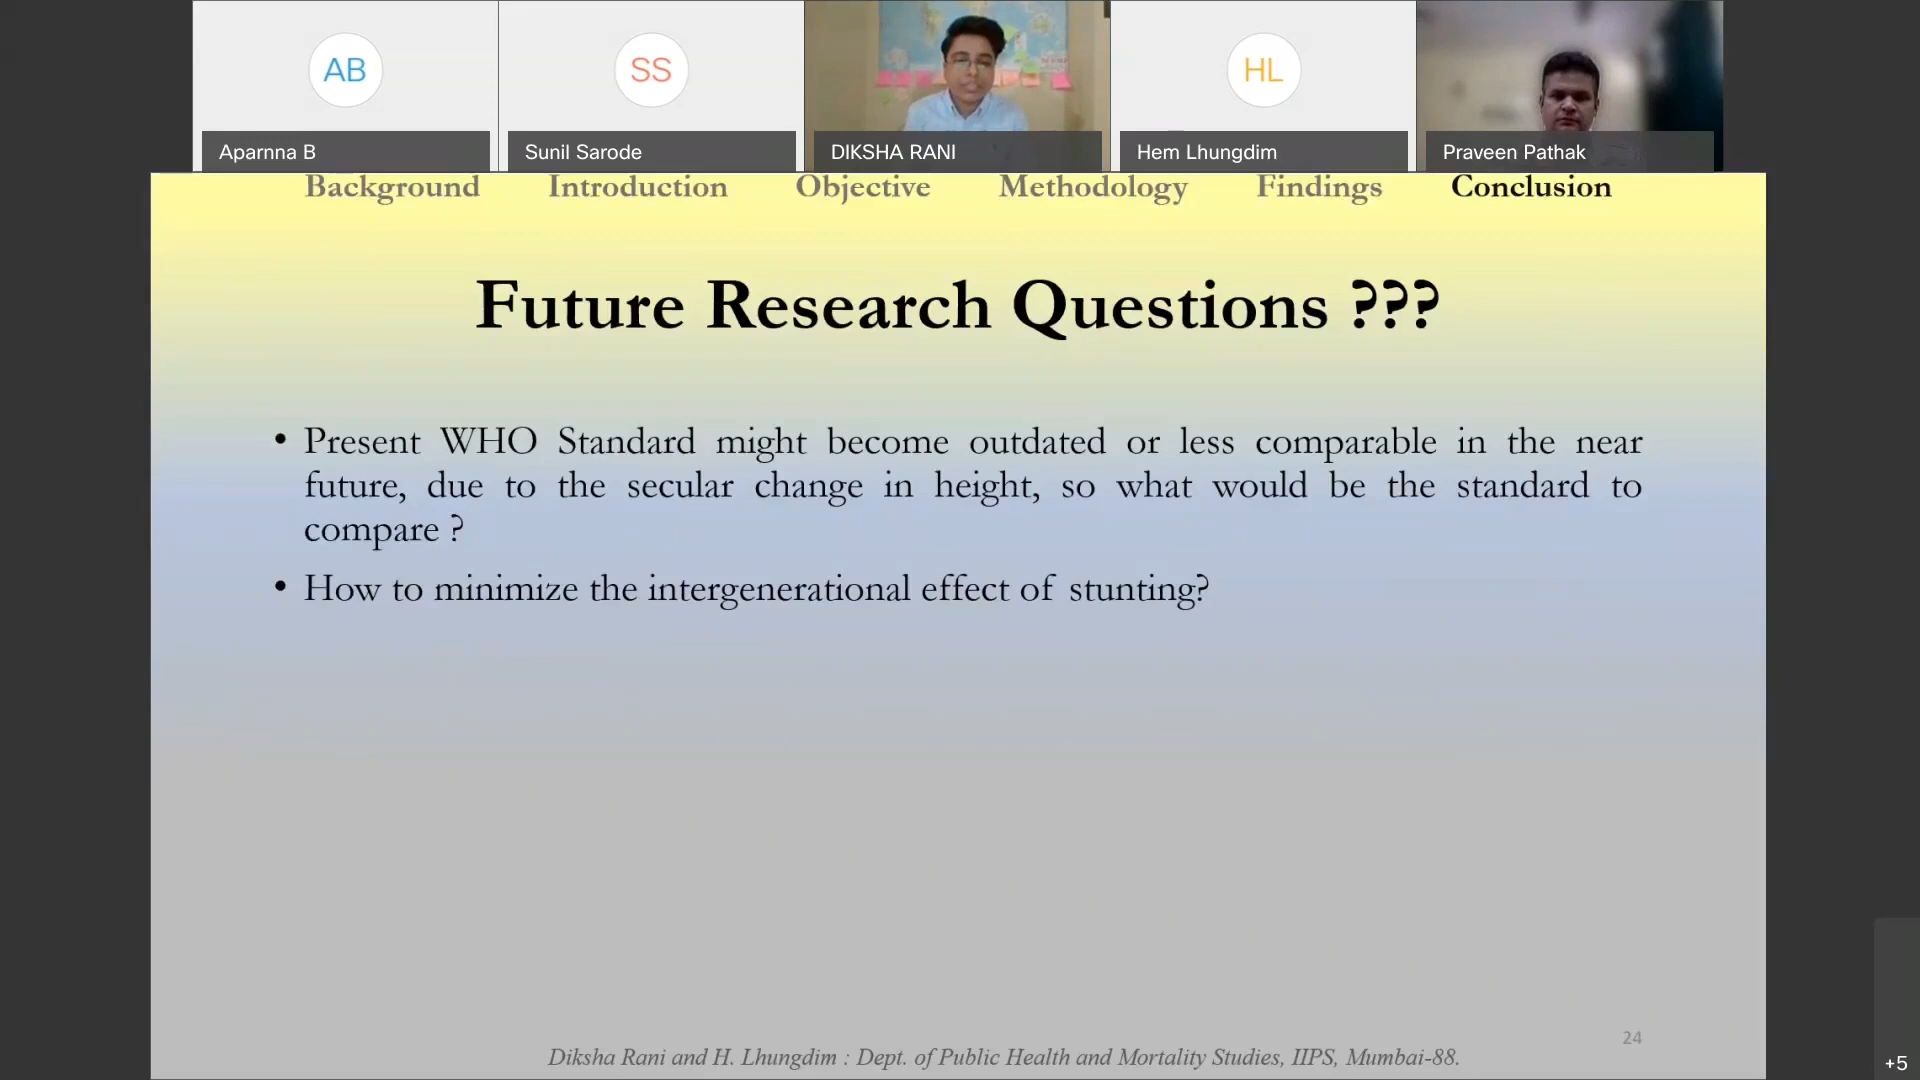 AB
SS
HL
Aparnna B
Sunil Sarode
DIKSHA RANI
Hem Lhungdim
Praveen Pathak
Background Introduction Objective Methodology Findings Conclusion
Future Research Questions ???
• Present WHO Standard might become outdated or less comparable in the near
future, due to the secular change in height, so what would be the standard to
compare ?
• How to minimize the intergenerational effect of stunting?
24
Diksha Rani and H. Lhungdim : Dept. of Public Health and Mortality Studies, IIPS, Mumbai-88.
+5